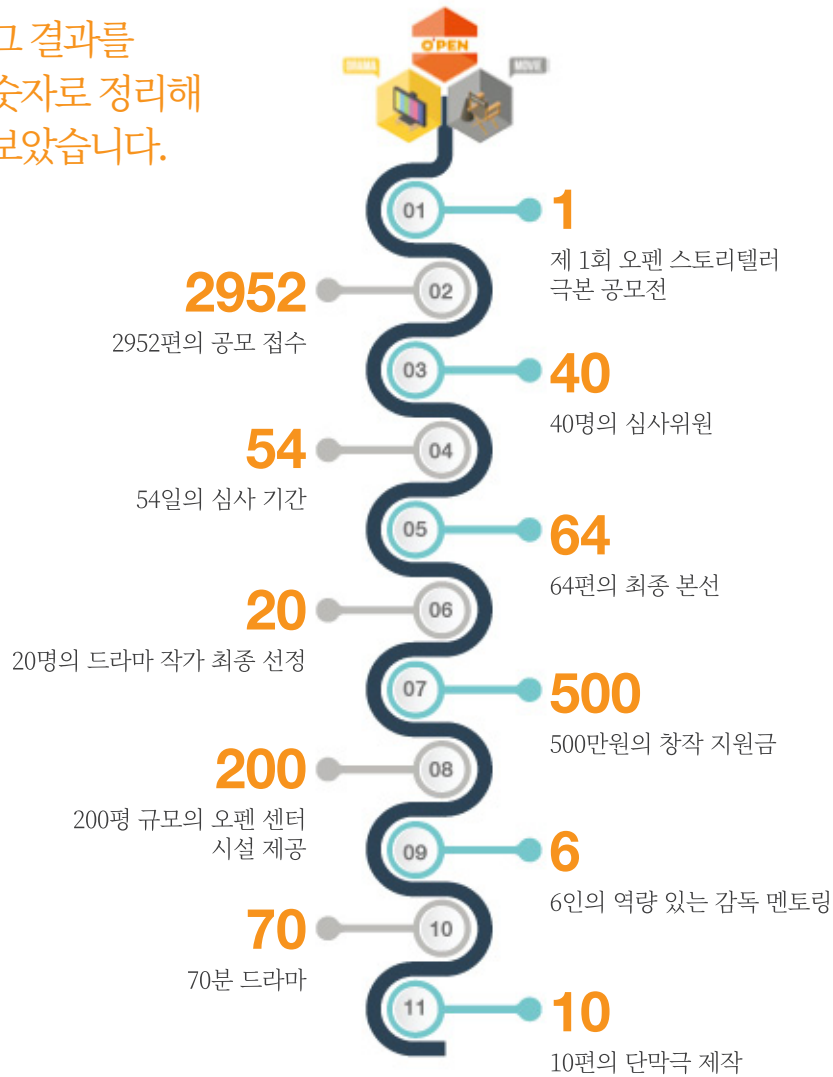 그 결과를
숫자로 정리해
보았습니다.
O'PEN
DRAMA
MOVIE
01
1
제 1회 오펜 스토리텔러
극본 공모전
2952
02
2952편의 공모 접수
03
40
40명의 심사위원
54
04
54일의 심사 기간
05
64
64편의 최종 본선
20
06
20명의 드라마 작가 최종 선정
07
500
500만원의 창작 지원금
200
08
200평 규모의 오펜 센터
시설 제공
09
6
6인의 역량 있는 감독 멘토링
70
10
70분 드라마
11
10
10편의 단막극 제작